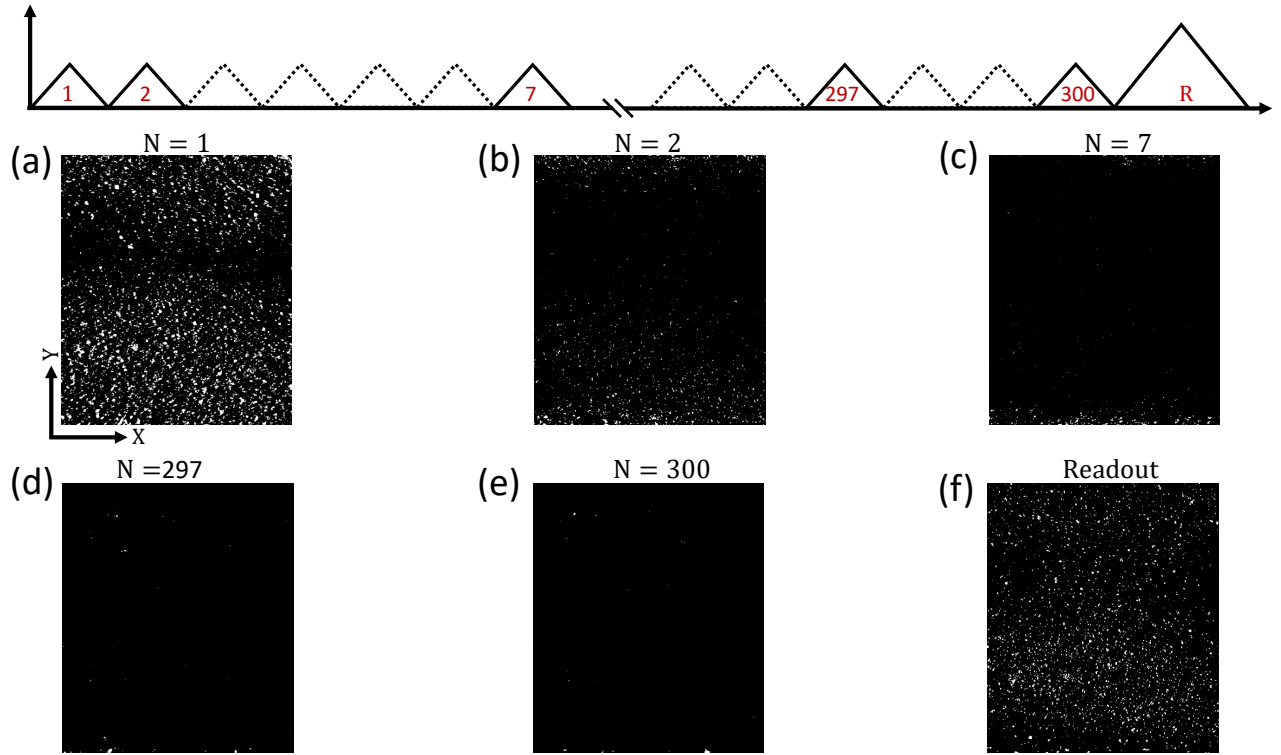 1 2 7 297 300 R
(a) N = 1
(b) N = 2
(c) N = 7
Y
X
(d) N =297
(e) N = 300
(f) Readout